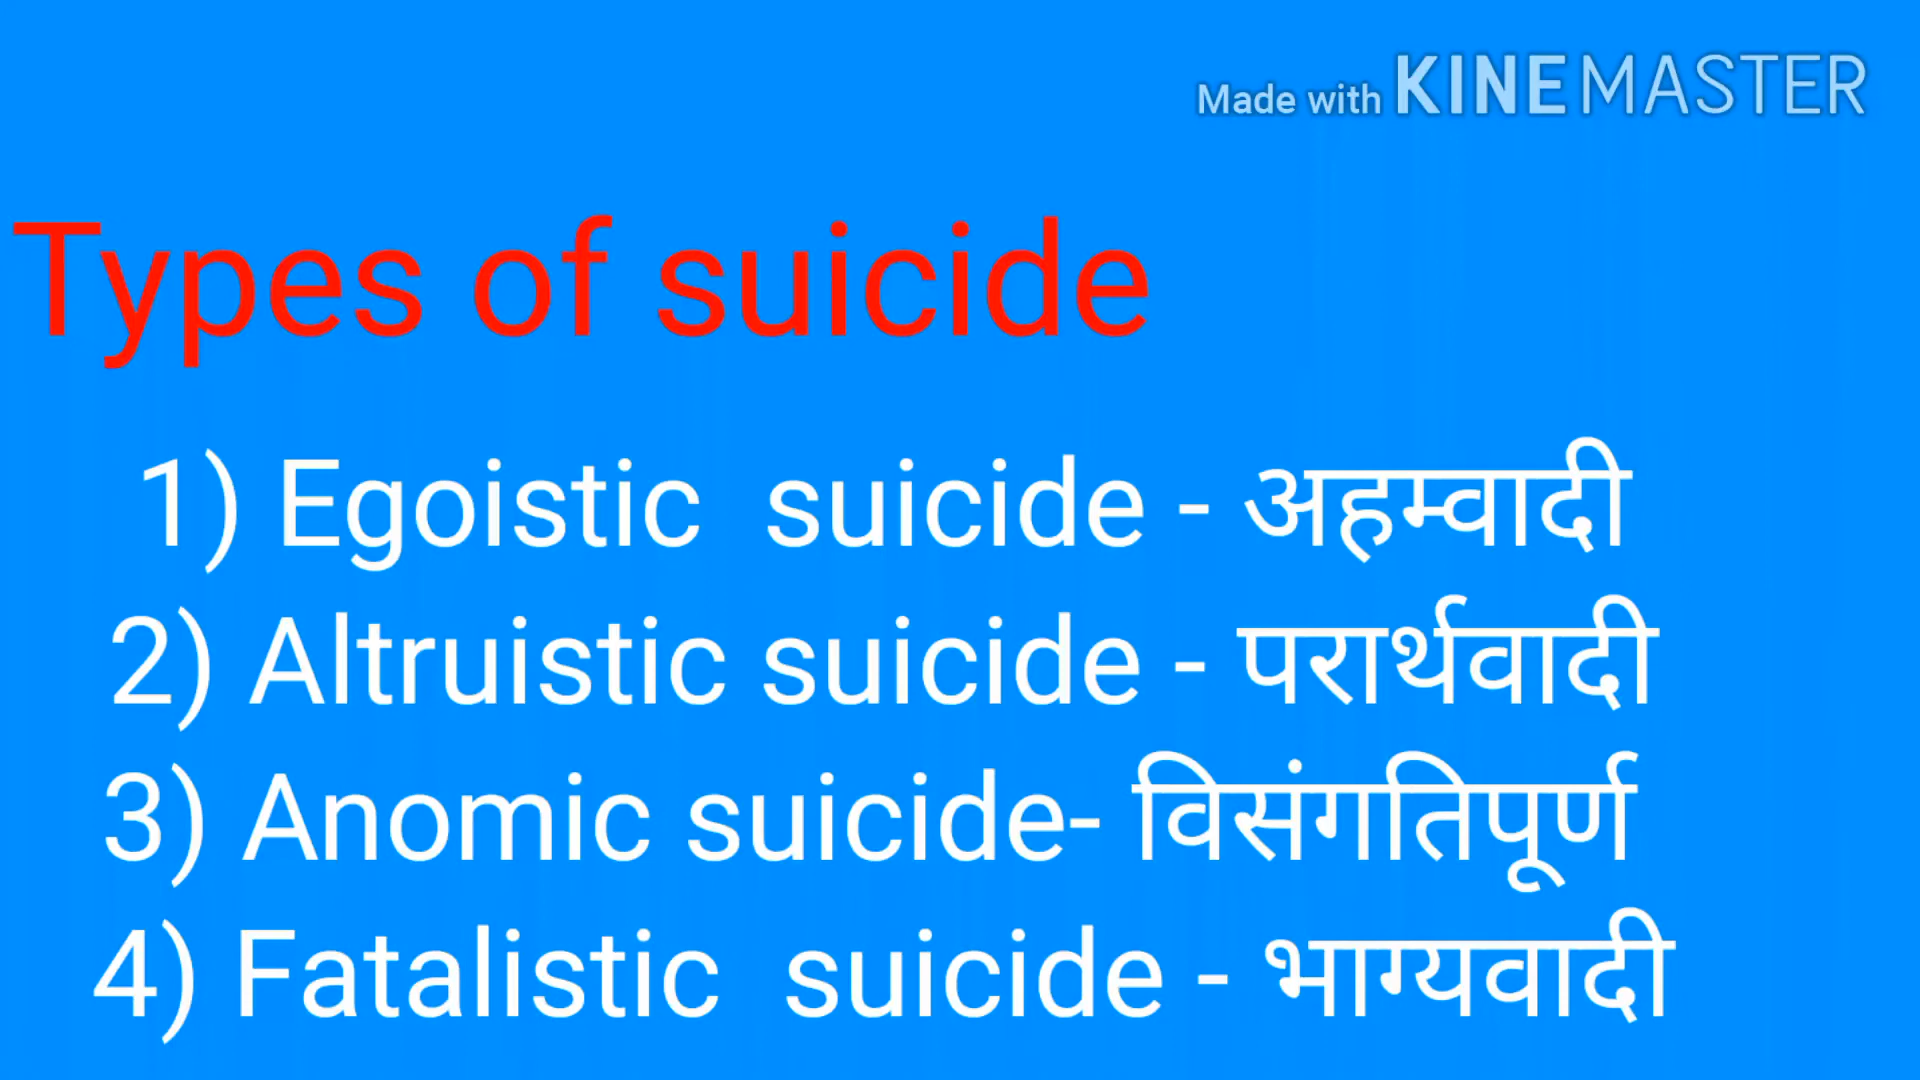 Made with KINEMASTER
Types of suicide
1) Egoistic suicide - अहम्वादी
2) Altruistic suicide - परार्थवादी
3) Anomic suicide- विसंगतिपूर्ण
4) Fatalistic suicide - भाग्यवादी